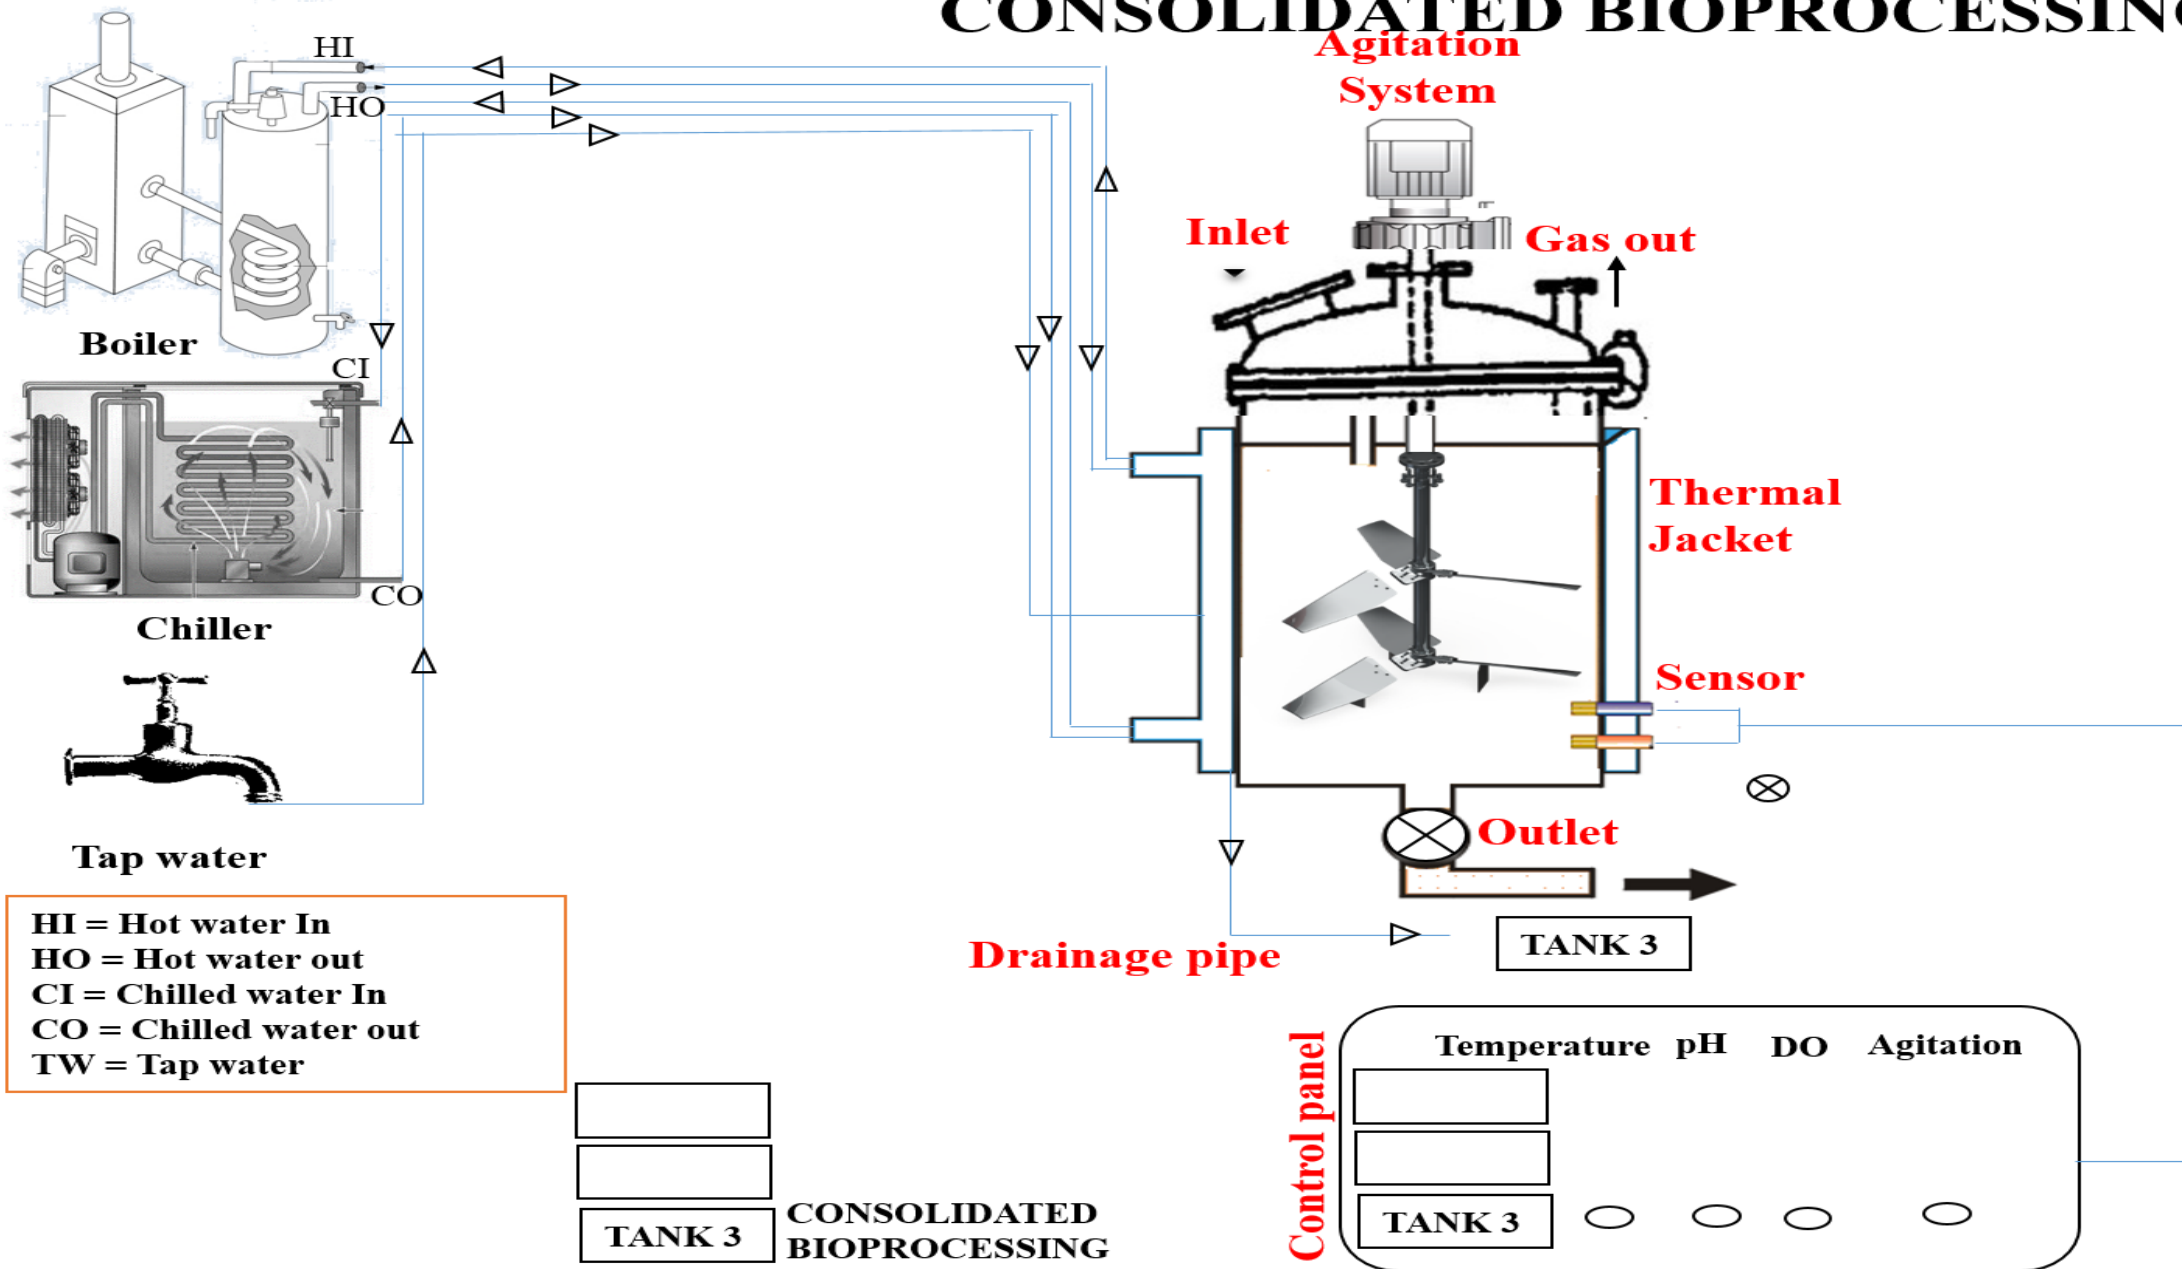 CONSOLIDATED BIOPROCESSING
Agitation
System
HI
HO
Inlet
Gas out
Boiler
CI
Thermal
Jacket
CO
Chiller
Sensor
Outlet
Tap water
HI = Hot water In
HO = Hot water out
CI = Chilled water In
CO = Chilled water out
TW = Tap water
Drainage pipe
TANK 3
Control panel
Temperature pH DO Agitation
TANK 3
TANK 3
CONSOLIDATED
BIOPROCESSING